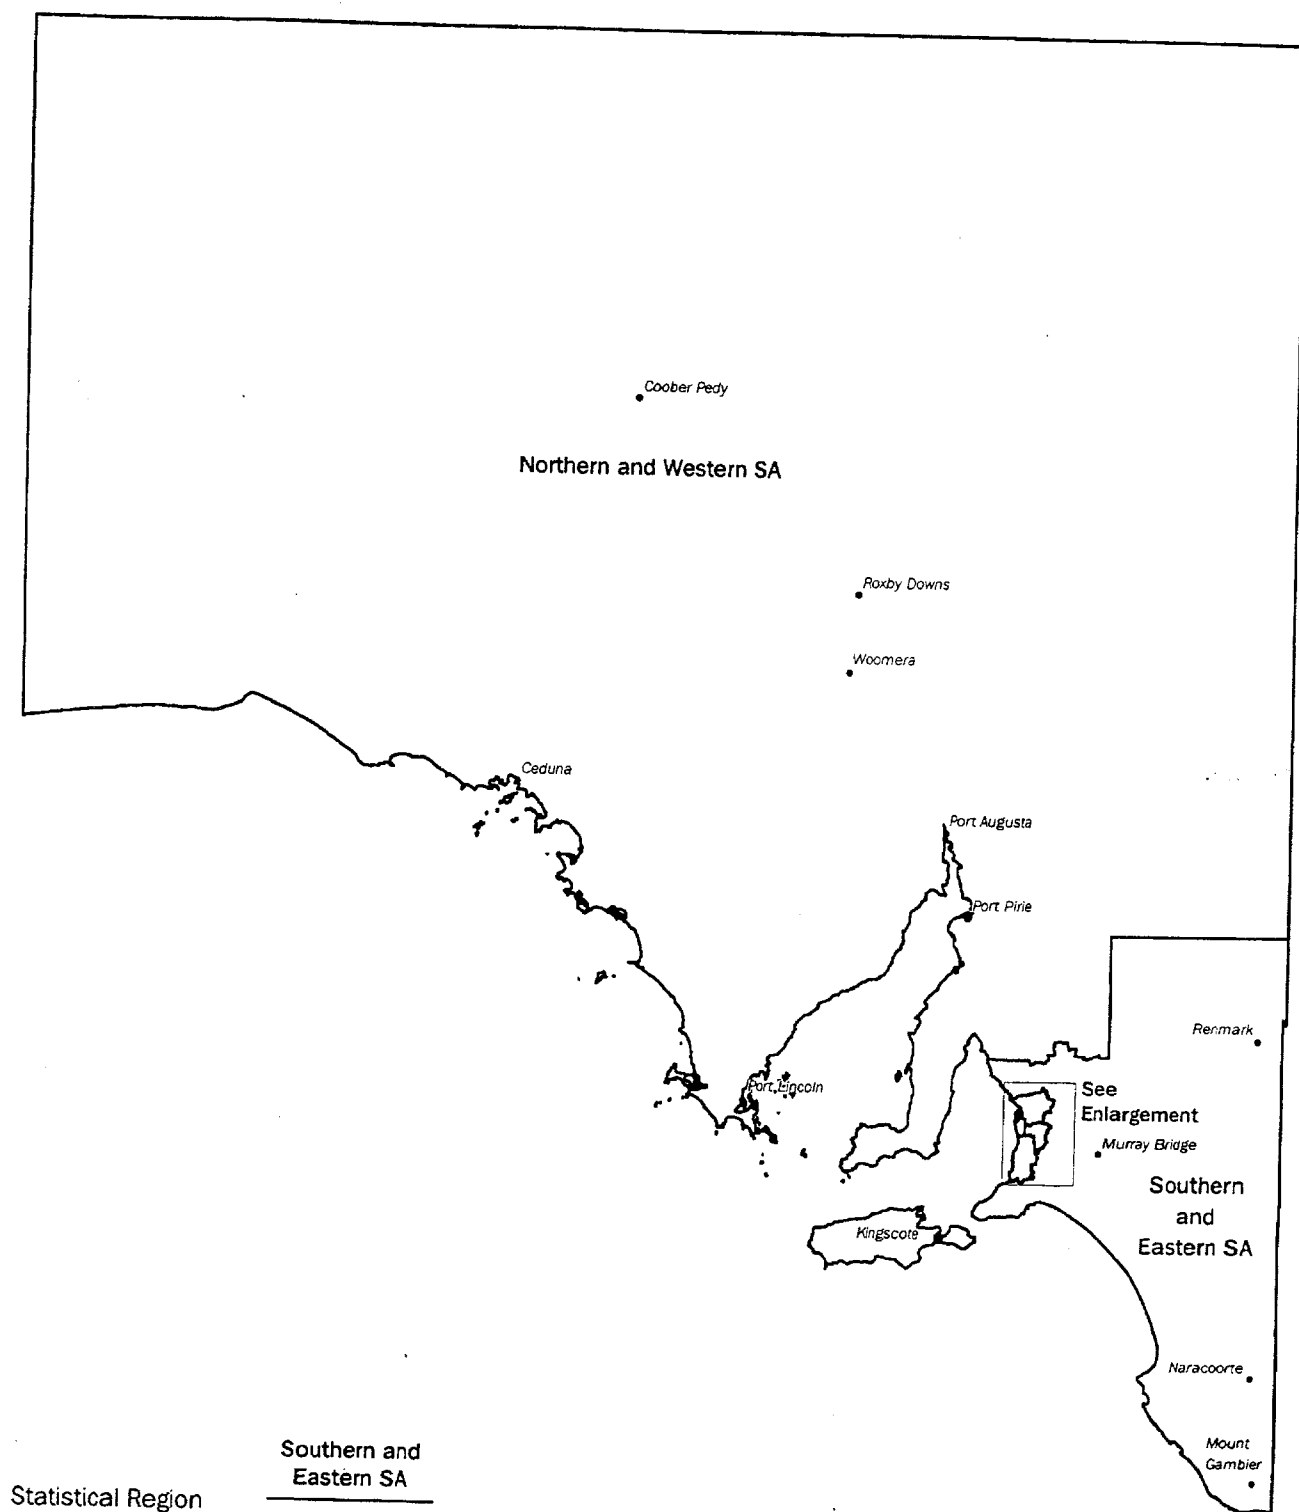 Coober Pedy
Northern and Western SA
Roxby Downs
Woomera
Ceduna
Port Augusta
Port Pirie
Renmark
Port Lincoln
See
Enlargement
Murray Bridge
Southern
and
Eastern SA
Kingscote
Naracoorte
Mount
Gambier
Southern and
Eastern SA
Statistical Region